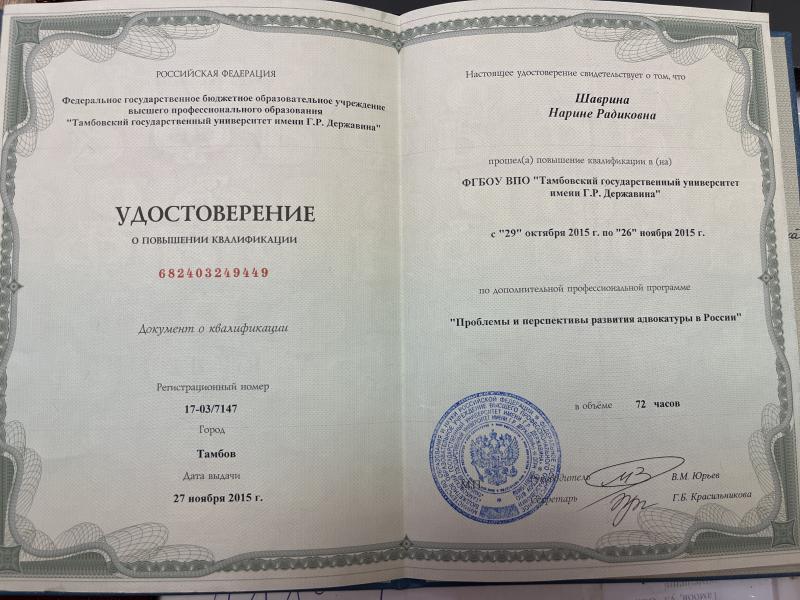 РОССИЙСКАЯ ФЕДЕРАЦИЯ
Федеральное государственное бюджетное образовательное учреждение
высшего профессионального образования
"Тамбовский государственный университет имени Г.Р. Державина"
УДОСТОВЕРЕНИЕ
О ПОВЫШЕНИИ КВАЛИФИКАЦИИ
682403249449
Документ о квалификации
Регистрационный номер
17-03/7147
Город
Тамбов
Дата выдачи
27 ноября 2015 г.
Настоящее удостоверение свидетельствует о том, что
Шаврина
Нарине Радиковна
прошел(а) повышение квалификации в (на)
ФГБОУ ВПО "Тамбовский государственный университет
имени Г.Р. Державина"
с "29" октября 2015 г. по "26" ноября 2015 г.
по дополнительной профессиональной программе
"Проблемы и перспективы развития адвокатуры в России"
в объёме 72 часов
Руководитель В.М. Юрьев
М.П.
Секретарь Г.Б. Красильникова